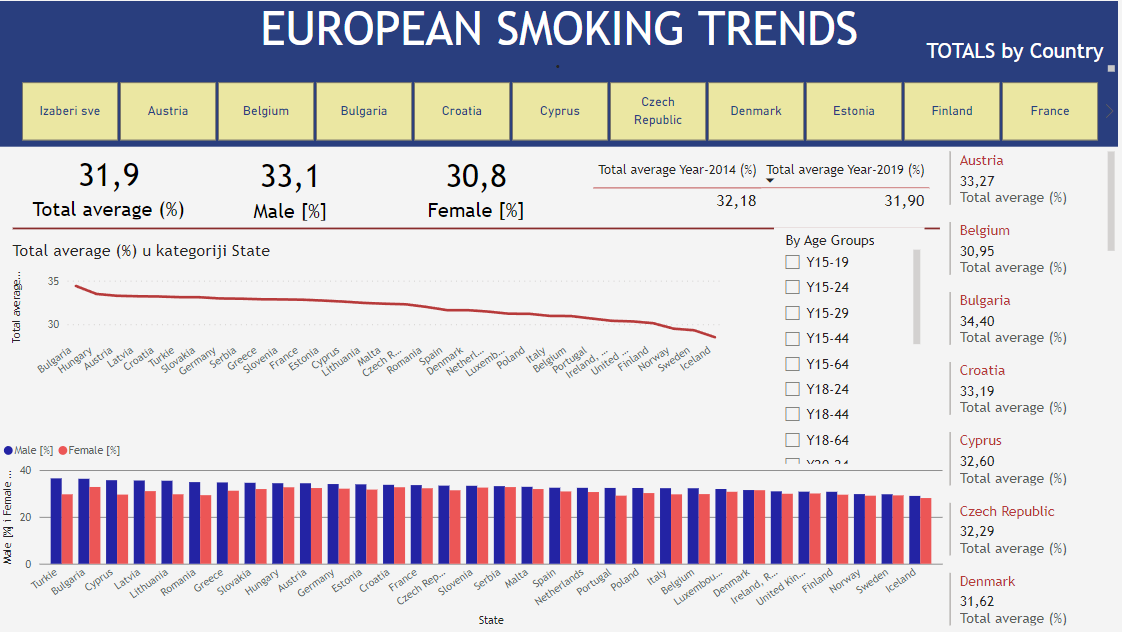 EUROPEAN SMOKING TRENDS
TOTALS by Country
Izaberi sve
Austria
Belgium
Bulgaria
Croatia
Cyprus
Czech
Republic
Denmark
Estonia
Finland
France
31,9
Total average (%)
33,1
Male [%]
30,8
Female [%]
Total average Year-2014 (%) Total average Year-2019 (%)
32,18 31,90
Total average (%) u kategoriji State
Total average...
35
30
Bulgaria
Hungary
Austria
Latvia
Croatia
Turkie
Slovakia
Germany
Serbia
Greece
Slovenia
France
Estonia
Cyprus
Lithuania
Malta
Czech R...
Romania
Spain
Denmark
Netherl...
Luxemb...
Poland
Italy
Belgium
Portugal
Ireland, ...
United ...
Finland
Norway
Sweden
Iceland
By Age Groups
Y15-19
Y15-24
Y15-29
Y15-44
Y15-64
Y18-24
Y18-44
Y18-64
Male [%] Female [%]
Male [%] i Female ...
40
20
0
Turkie
Bulgaria
Cyprus
Latvia
Lithuania
Romania
Greece
Slovakia
Hungary
Austria
Germany
Estonia
Croatia
France
Czech Rep...
Slovenia
Serbia
Malta
Spain
Netherlands
Portugal
Poland
Italy
Belgium
Luxembou...
Denmark
Ireland, R...
United Kin...
Finland
Norway
Sweden
Iceland
State
Austria
33,27
Total average (%)
Belgium
30,95
Total average (%)
Bulgaria
34,40
Total average (%)
Croatia
33,19
Total average (%)
Cyprus
32,60
Total average (%)
Czech Republic
32,29
Total average (%)
Denmark
31,62
Total average (%)